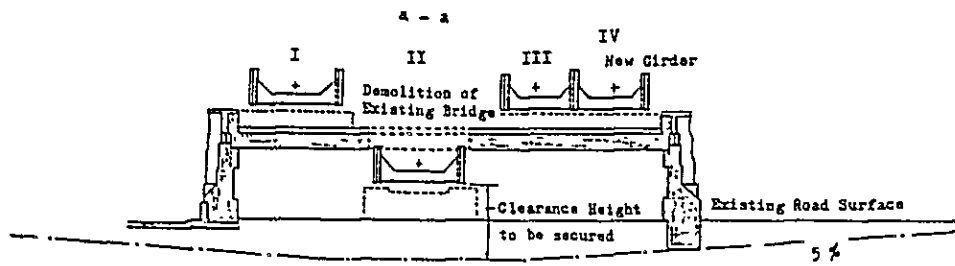 a - a
I
II
III
IV
New Girder
Demolition of
Existing Bridge
Clearance Height
to be secured
Existing Road Surface
5 %